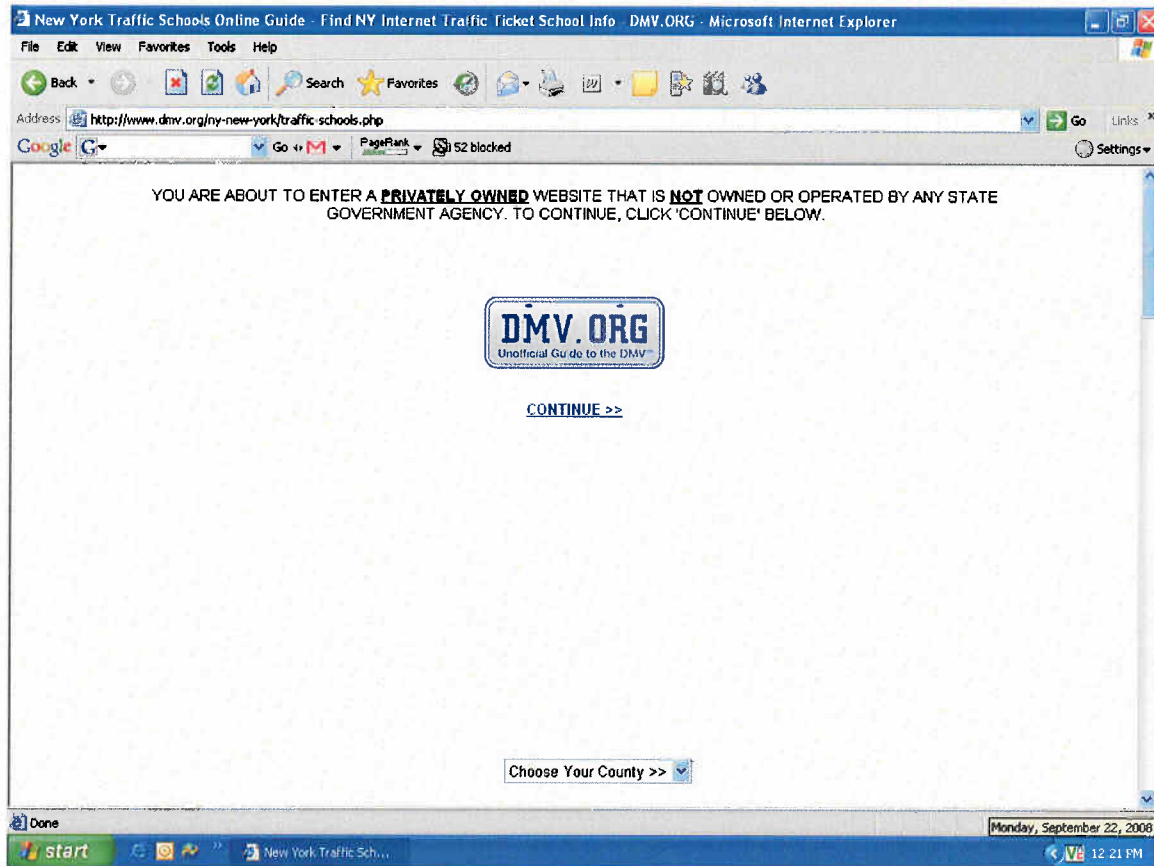 New York Traffic Schools Online Guide - Find NY Internet Traffic Ticket School Info - DMV.ORG - Microsoft Internet Explorer
File Edit View Favorites Tools Help
Back Search Favorites W
Address http://www.dmv.org/ny-new-york/traffic-schools.php Go Links
Google G Go PageRank 52 blocked Settings
YOU ARE ABOUT TO ENTER A PRIVATELY OWNED WEBSITE THAT IS NOT OWNED OR OPERATED BY ANY STATE
GOVERNMENT AGENCY. TO CONTINUE, CLICK 'CONTINUE' BELOW.
DMV.ORG
Unofficial Guide to the DMV™
CONTINUE >>
Choose Your County >>
Done
Monday, September 22, 2008
start New York Traffic Sch... 12:21 PM